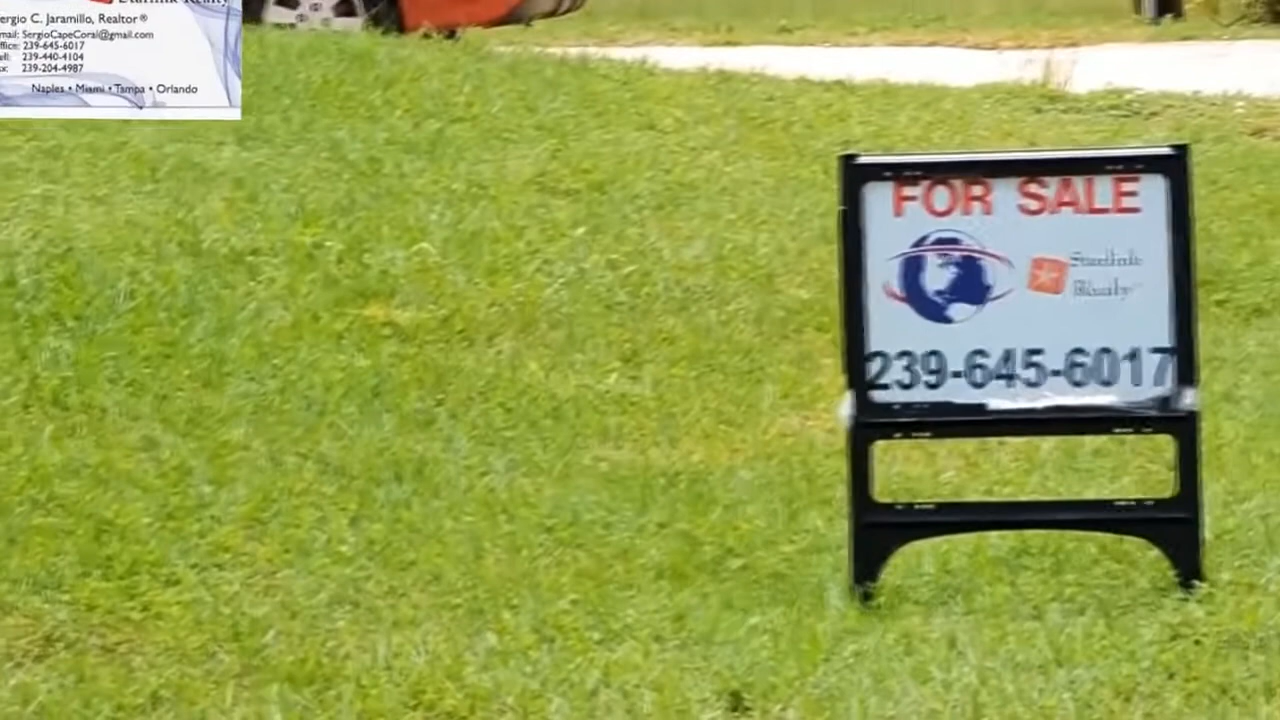 ergio C. Jaramillo, Realtor®
mail: SergioCapeCoral@gmail.com
ffice: 239-645-6017
ell: 239-440-4104
ax: 239-204-4987
Naples • Miami • Tampa • Orlando
FOR SALE
Realty
239-645-6017